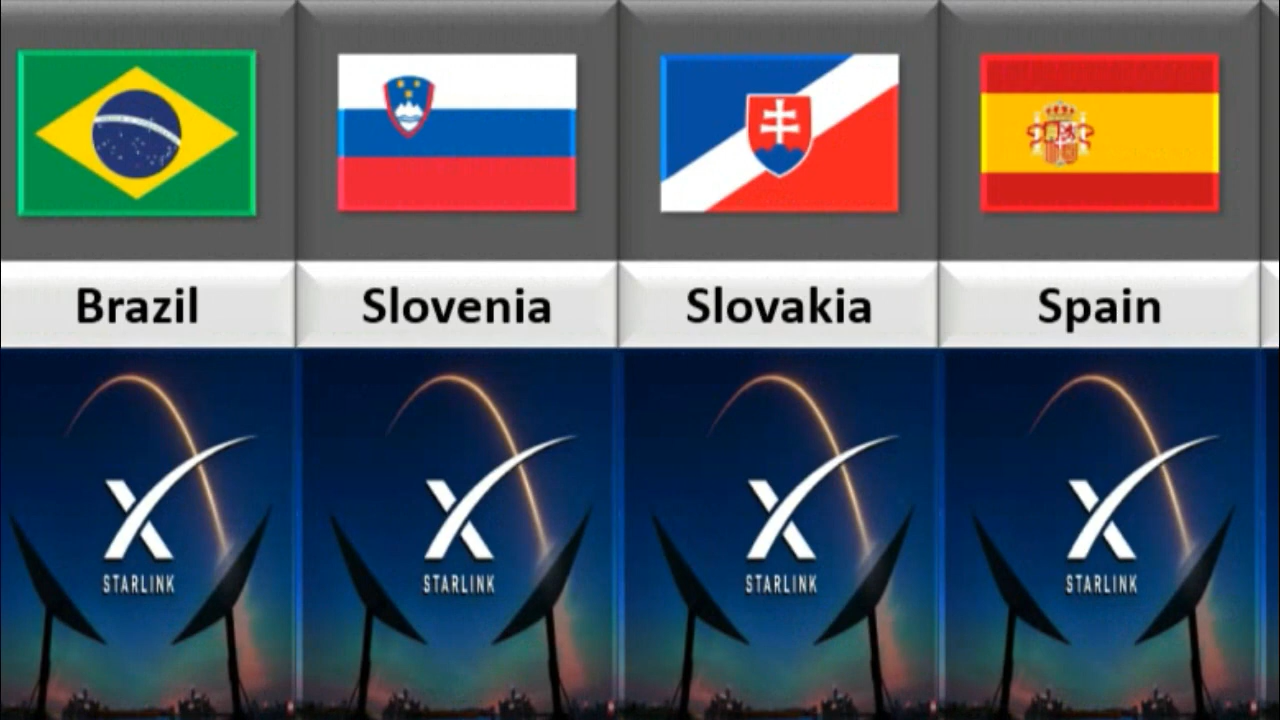 Brazil
Slovenia
Slovakia
Spain
X
STARLINK
X
STARLINK
X
STARLINK
X
STARLINK